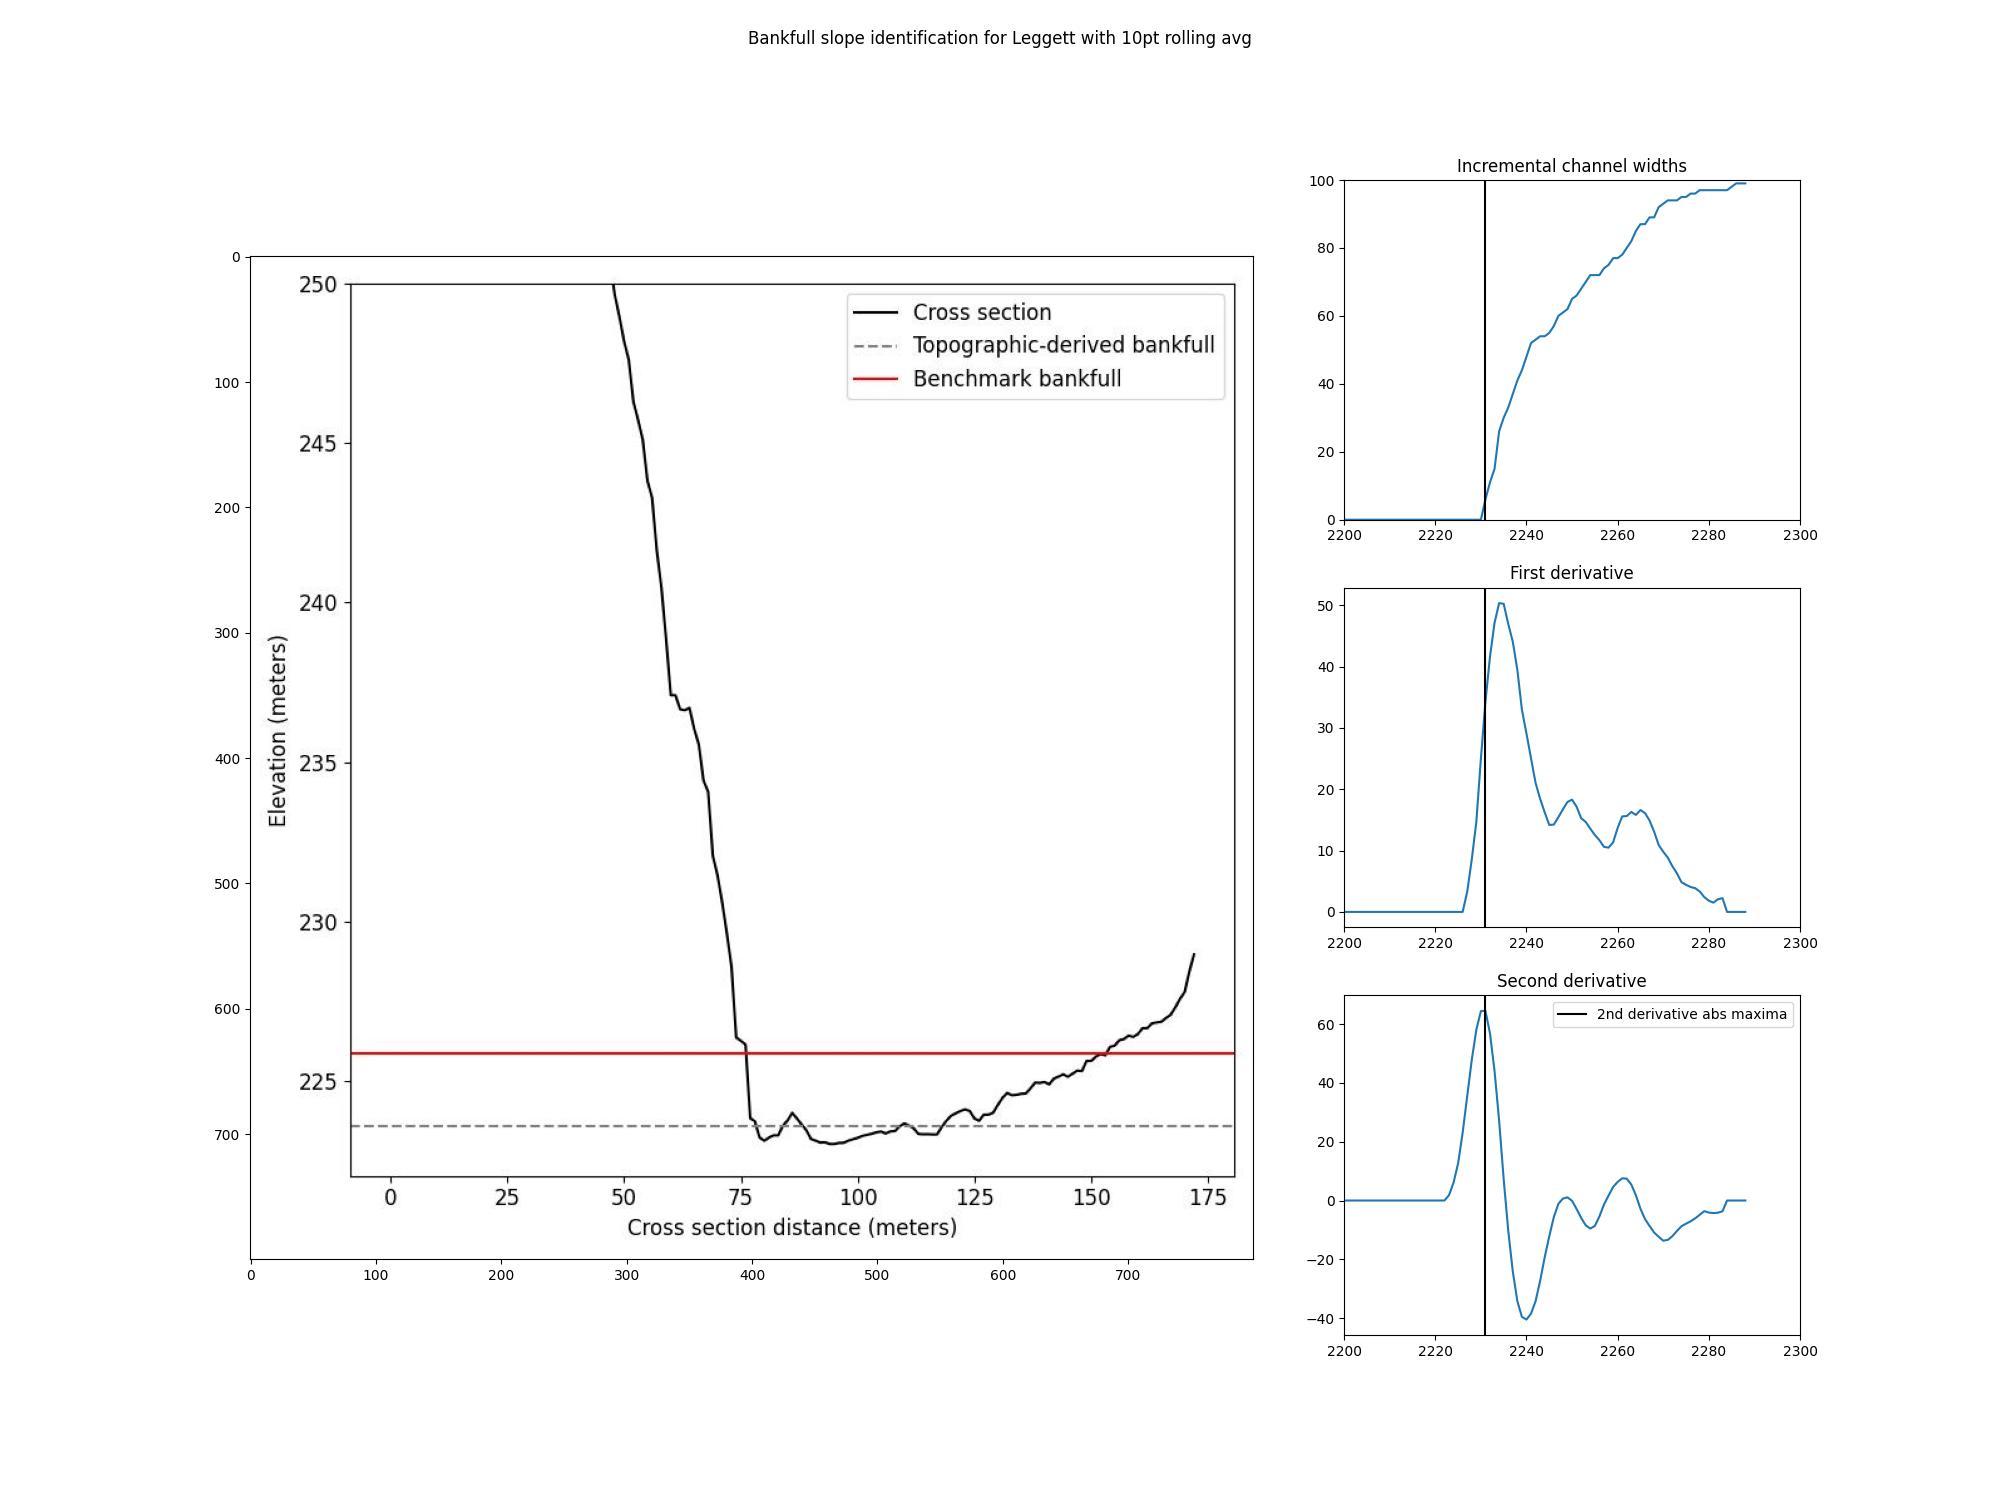 Bankfull slope identification for Leggett with 10pt rolling avg
0
100
200
300
400
500
600
700
250
245
240
235
230
225
Elevation (meters)
Cross section
Topographic-derived bankfull
Benchmark bankfull
0 25 50 75 100 125 150 175
Cross section distance (meters)
0 100 200 300 400 500 600 700
Incremental channel widths
100
80
60
40
20
0
2200 2220 2240 2260 2280 2300
First derivative
50
40
30
20
10
0
2200 2220 2240 2260 2280 2300
Second derivative
2nd derivative abs maxima
60
40
20
0
−20
−40
2200 2220 2240 2260 2280 2300